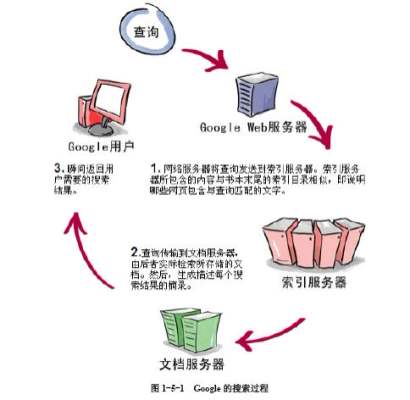 查询
Google Web服务器
Google用户
3.瞬间返回用
户需要的搜索
结果。
1.网络服务器将查询发送到索引服务器。索引服务
器所包含的内容与书本末尾的索引目录相似，即说明
哪些网页包含与查询匹配的文字。
索引服务器
2.查询传输到文档服务器，
由后者实际检索所存储的文
档。然后，生成描述每个搜
索结果的摘录。
文档服务器
图1-5-1 Google的搜索过程